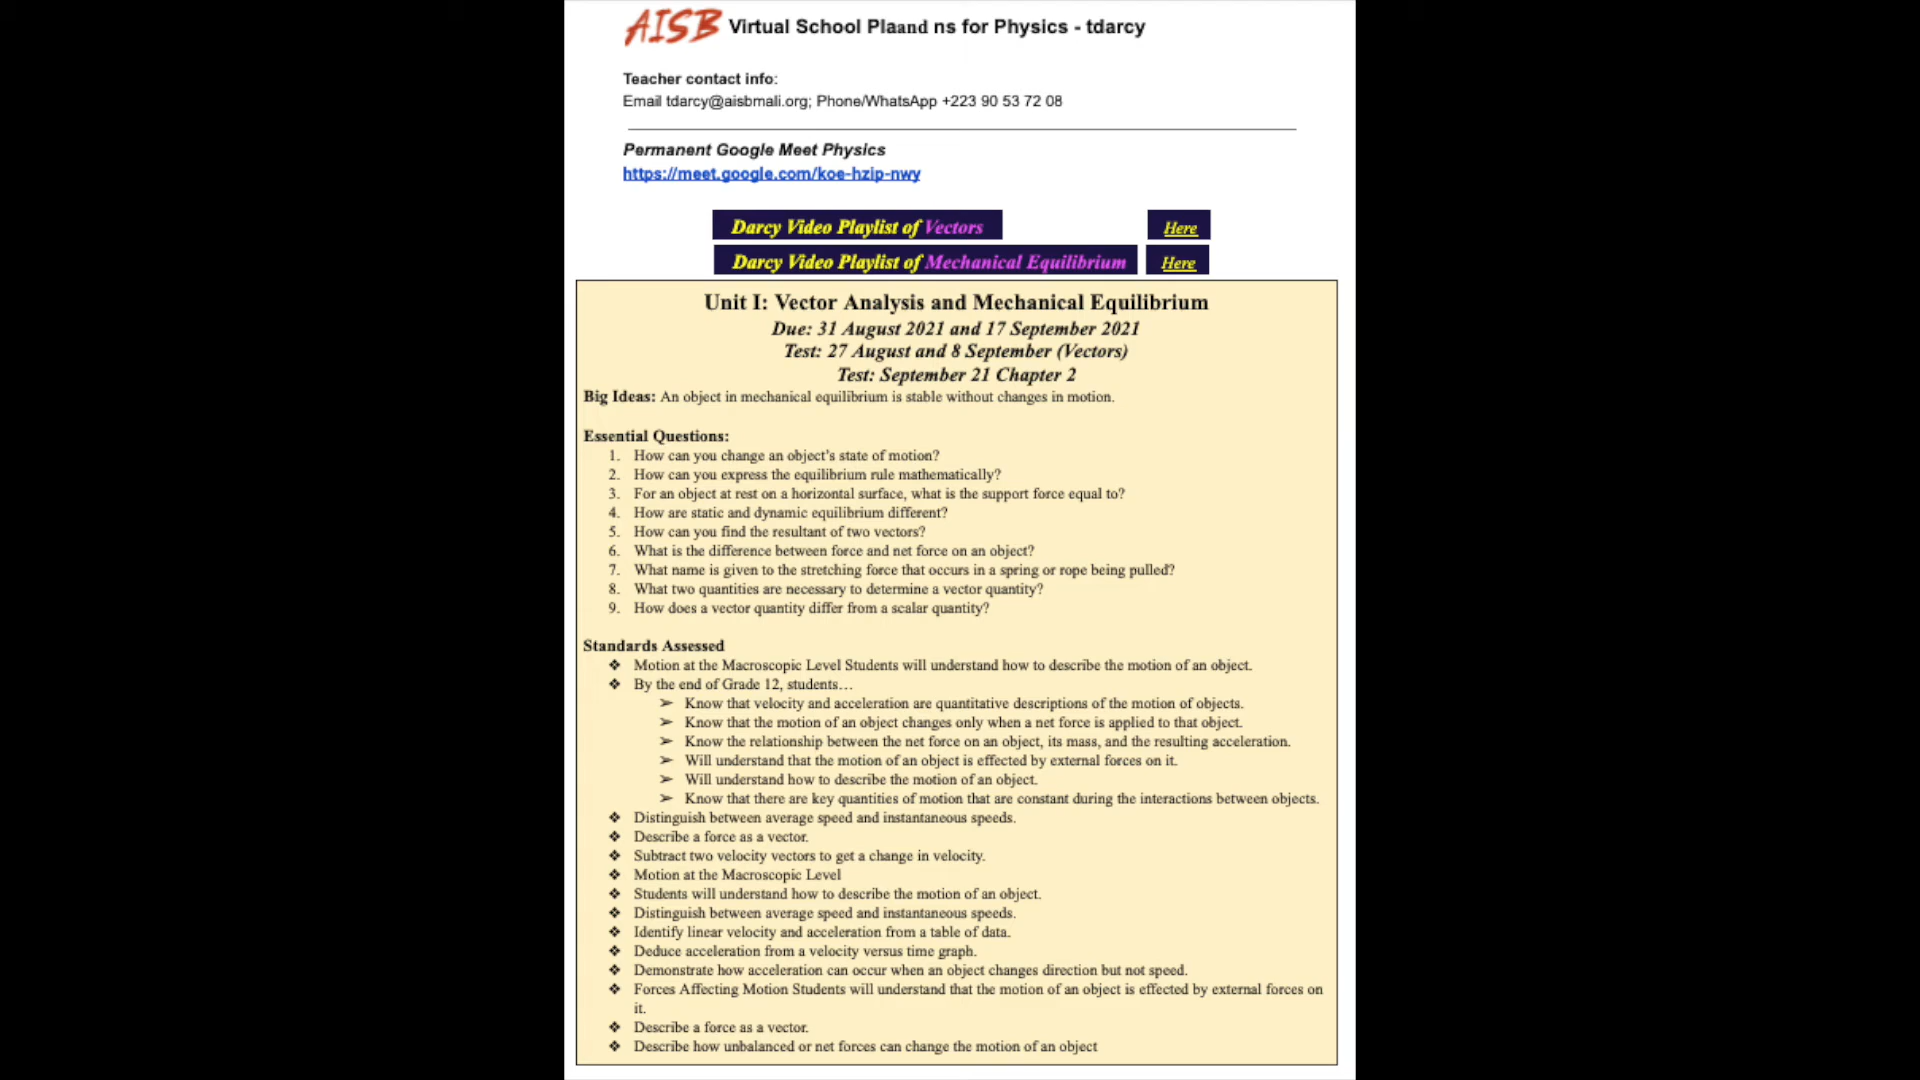 AISB Virtual School Plaand ns for Physics - tdarcy
Teacher contact info:
Email tdarcy@aisbmali.org; Phone/WhatsApp +223 90 53 72 08
Permanent Google Meet Physics
https://meet.google.com/koe-hzip-nwy
Darcy Video Playlist of Vectors Here
Darcy Video Playlist of Mechanical Equilibrium Here
Unit I: Vector Analysis and Mechanical Equilibrium
Due: 31 August 2021 and 17 September 2021
Test: 27 August and 8 September (Vectors)
Test: September 21 Chapter 2
Big Ideas: An object in mechanical equilibrium is stable without changes in motion.
Essential Questions:
1. How can you change an object's state of motion?
2. How can you express the equilibrium rule mathematically?
3. For an object at rest on a horizontal surface, what is the support force equal to?
4. How are static and dynamic equilibrium different?
5. How can you find the resultant of two vectors?
6. What is the difference between force and net force on an object?
7. What name is given to the stretching force that occurs in a spring or rope being pulled?
8. What two quantities are necessary to determine a vector quantity?
9. How does a vector quantity differ from a scalar quantity?
Standards Assessed
❖ Motion at the Macroscopic Level Students will understand how to describe the motion of an object.
❖ By the end of Grade 12, students…
➢ Know that velocity and acceleration are quantitative descriptions of the motion of objects.
➢ Know that the motion of an object changes only when a net force is applied to that object.
➢ Know the relationship between the net force on an object, its mass, and the resulting acceleration.
➢ Will understand that the motion of an object is effected by external forces on it.
➢ Will understand how to describe the motion of an object.
➢ Know that there are key quantities of motion that are constant during the interactions between objects.
❖ Distinguish between average speed and instantaneous speeds.
❖ Describe a force as a vector.
❖ Subtract two velocity vectors to get a change in velocity.
❖ Motion at the Macroscopic Level
❖ Students will understand how to describe the motion of an object.
❖ Distinguish between average speed and instantaneous speeds.
❖ Identify linear velocity and acceleration from a table of data.
❖ Deduce acceleration from a velocity versus time graph.
❖ Demonstrate how acceleration can occur when an object changes direction but not speed.
❖ Forces Affecting Motion Students will understand that the motion of an object is effected by external forces on
it.
❖ Describe a force as a vector.
❖ Describe how unbalanced or net forces can change the motion of an object